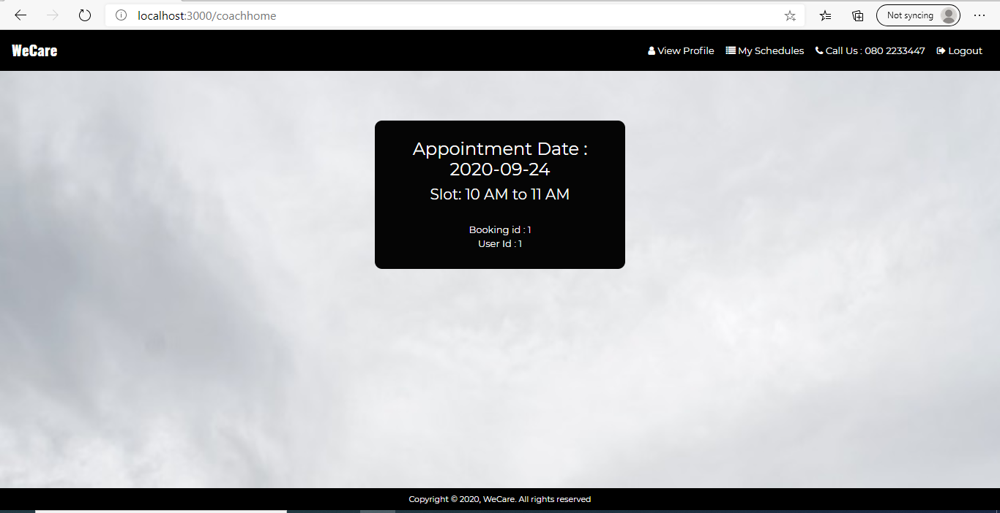 localhost:3000/coachhome
Not syncing
WeCare
View Profile
My Schedules
Call Us : 080 2233447
Logout
Appointment Date :
2020-09-24
Slot: 10 AM to 11 AM
Booking id : 1
User Id : 1
Copyright © 2020, WeCare. All rights reserved